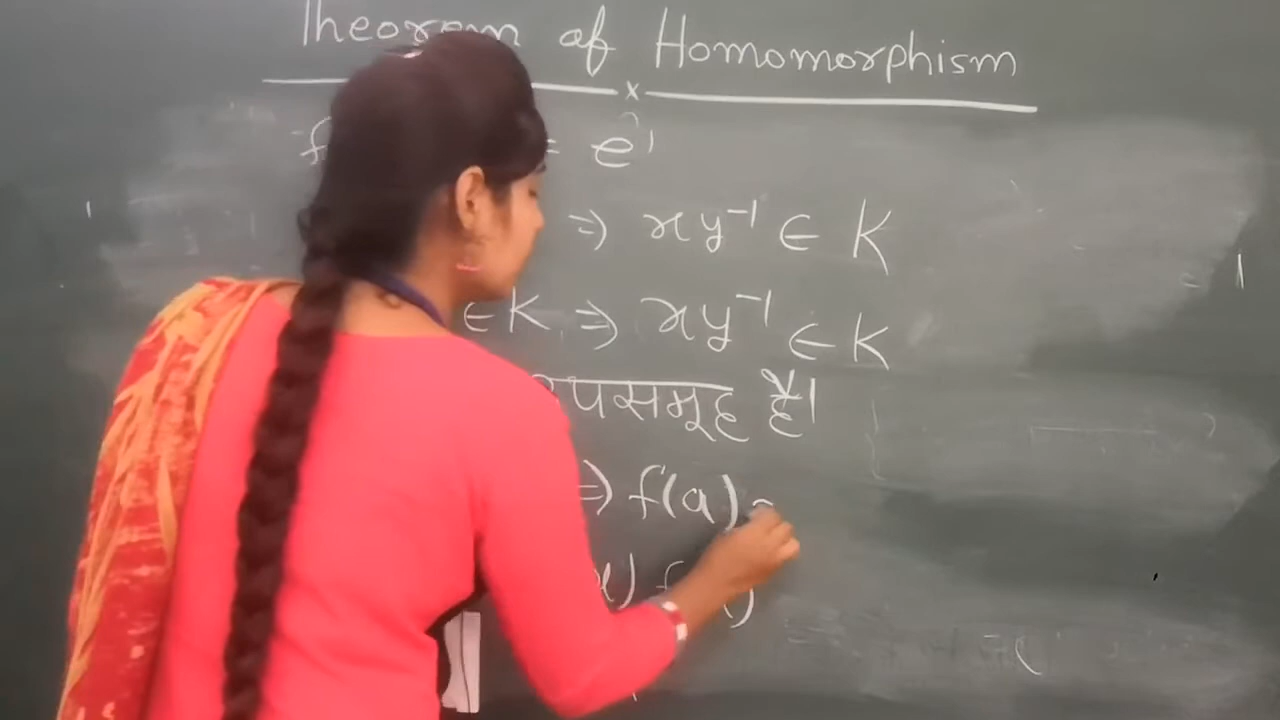 Theorem of Homomorphism
f = e'
⇒ xy⁻¹ ∈ K
∈ K ⇒ xy⁻¹ ∈ K
उपसमूह है।
⇒ f(a) =
x) f